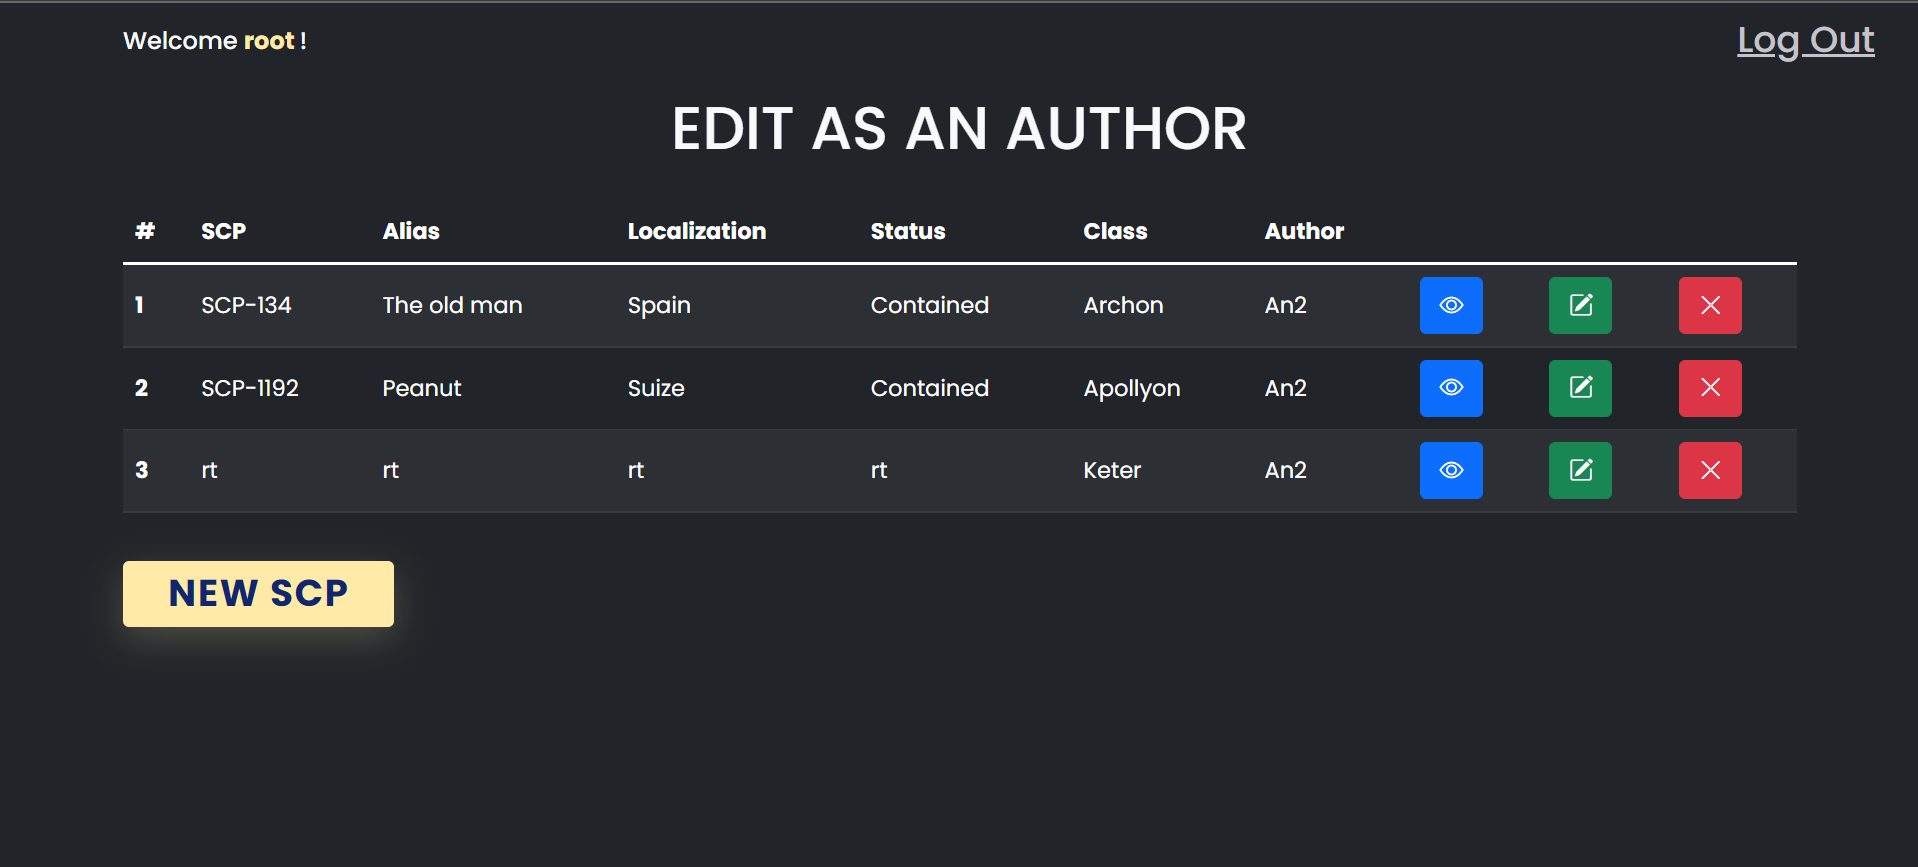 Welcome root !
Log Out
EDIT AS AN AUTHOR
# SCP Alias Localization Status Class Author
1 SCP-134 The old man Spain Contained Archon An2
2 SCP-1192 Peanut Suize Contained Apollyon An2
3 rt rt rt rt Keter An2
NEW SCP